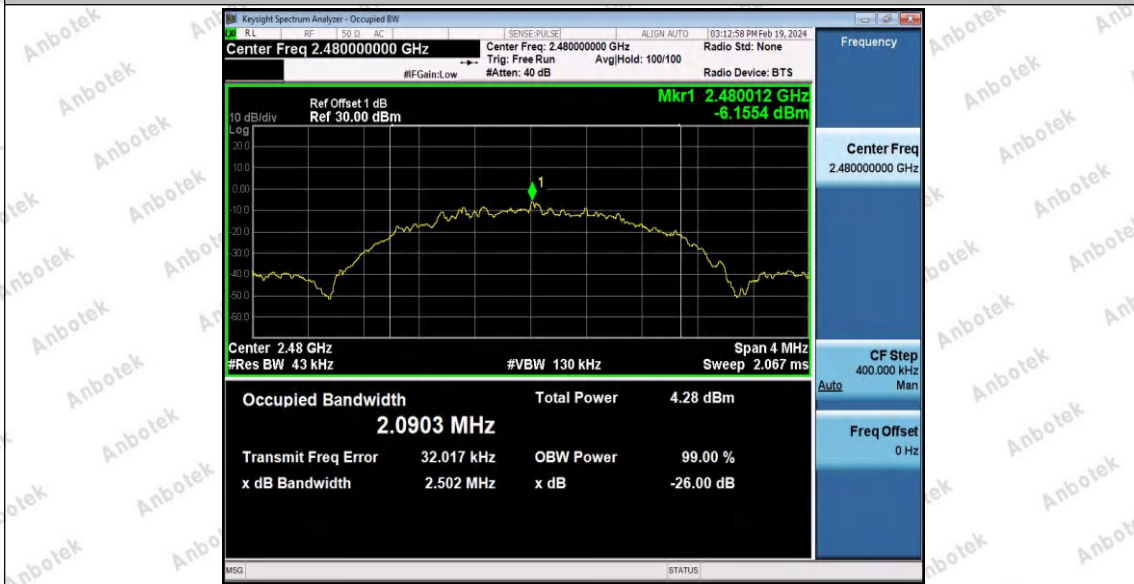 Keysight Spectrum Analyzer - Occupied BW
RL RF 50 Ω AC SENSE:PULSE ALIGN AUTO 03:12:58 PM Feb 19, 2024
Center Freq 2.480000000 GHz
Center Freq: 2.480000000 GHz
Radio Std: None
Trig: Free Run Avg|Hold: 100/100
#IFGain:Low
#Atten: 40 dB
Radio Device: BTS
Frequency
Ref Offset 1 dB
10 dB/div Ref 30.00 dBm
Mkr1 2.480012 GHz
-6.1554 dBm
Log
20.0
10.0
0.00
-10.0
-20.0
-30.0
-40.0
-50.0
-60.0
1
Center 2.48 GHz
Span 4 MHz
#Res BW 43 kHz
#VBW 130 kHz
Sweep 2.067 ms
Occupied Bandwidth
2.0903 MHz
Total Power 4.28 dBm
Transmit Freq Error 32.017 kHz
OBW Power 99.00 %
x dB Bandwidth 2.502 MHz
x dB -26.00 dB
Center Freq
2.480000000 GHz
CF Step
400.000 kHz
Auto Man
Freq Offset
0 Hz
MSG
STATUS
Anbotek